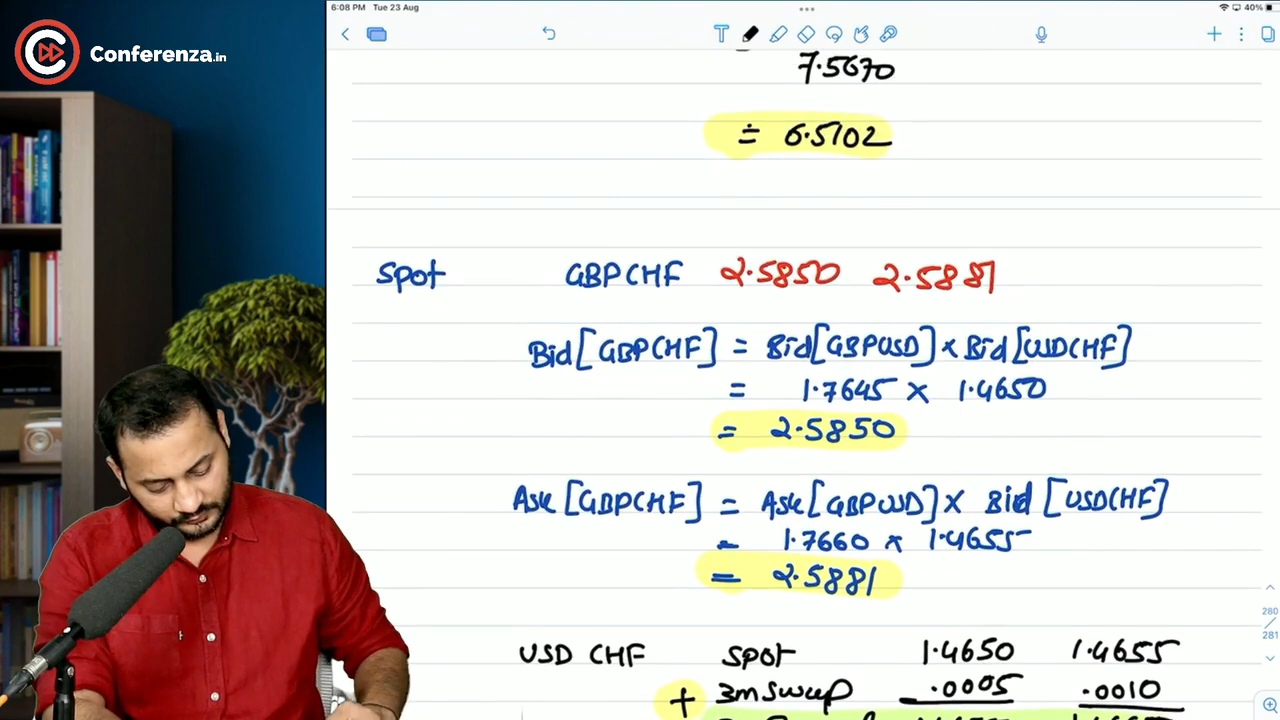 6:08 PM Tue 23 Aug
40%
Conferenza.in
7.5670
= 6.5102
Spot GBPCHF 2.5850 2.5881
Bid [GBPCHF] = Bid [GBPUSD] × Bid [USDCHF]
= 1.7645 × 1.4650
= 2.5850
Ask [GBPCHF] = Ask [GBPUSD] × Bid [USDCHF]
= 1.7660 × 1.4655
= 2.5881
280
281
USD CHF Spot 1.4650 1.4655
+ 3m Swap .0005 .0010